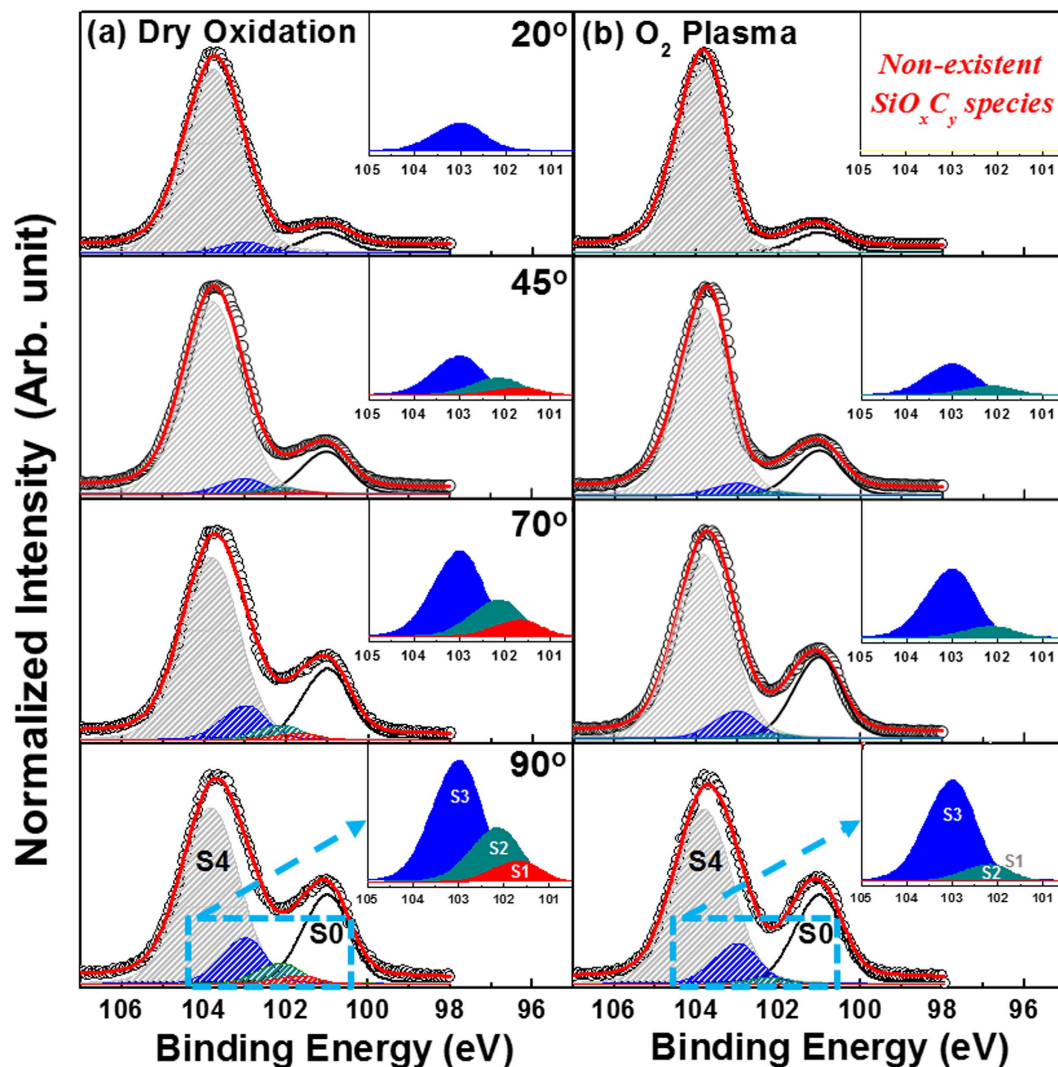 (a) Dry Oxidation
20°
105 104 103 102 101
(b) O2 Plasma
Non-existent
SiOxCy species
105 104 103 102 101
45°
105 104 103 102 101
105 104 103 102 101
70°
105 104 103 102 101
105 104 103 102 101
90°
S4
S0
S3
S2
S1
105 104 103 102 101
S4
S0
S3
S1
S2
105 104 103 102 101
106 104 102 100 98 96
106 104 102 100 98 96
Binding Energy (eV)
Binding Energy (eV)
Normalized Intensity (Arb. unit)